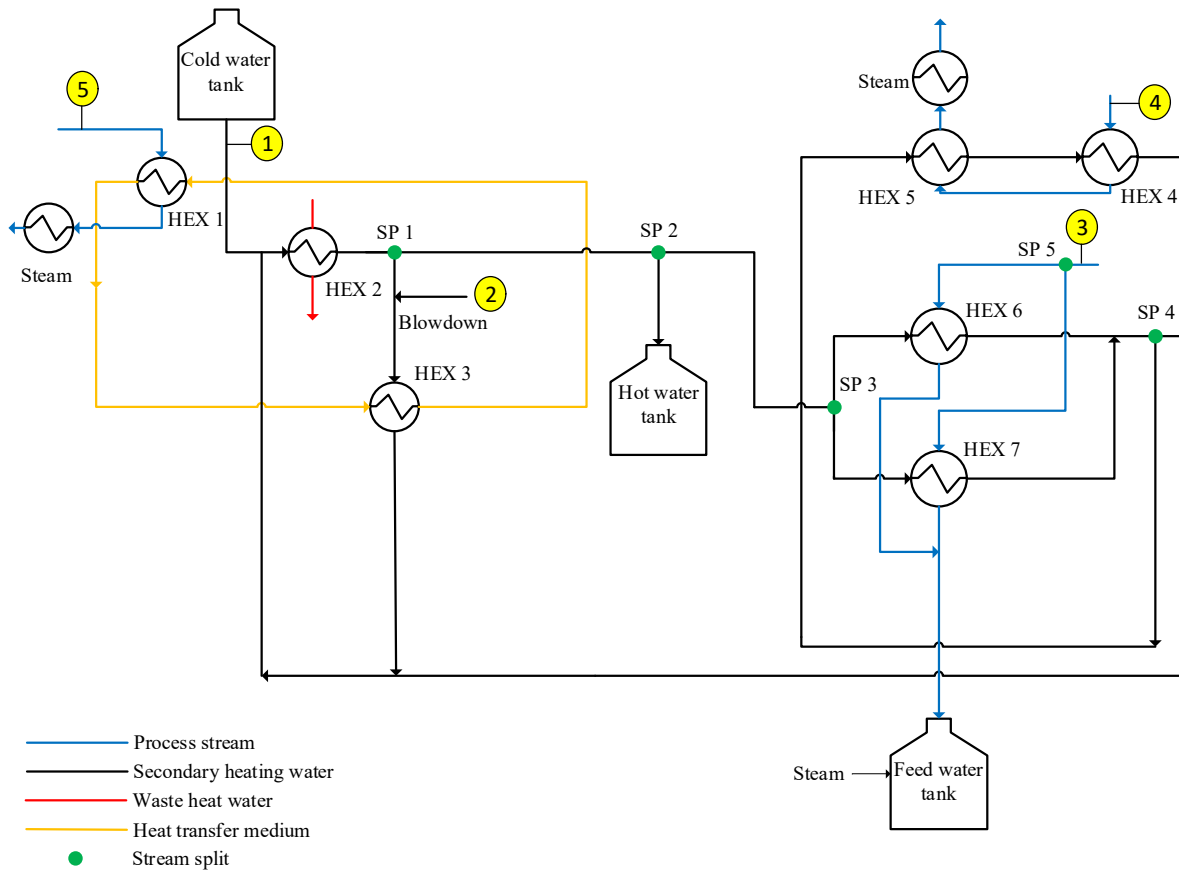 Cold water
tank
5
1
HEX 1
Steam
HEX 2
SP 1
2
Blowdown
HEX 3
SP 2
Hot water
tank
Steam
4
HEX 5
HEX 4
3
SP 5
HEX 6
SP 4
SP 3
HEX 7
Steam
Feed water
tank
Process stream
Secondary heating water
Waste heat water
Heat transfer medium
Stream split